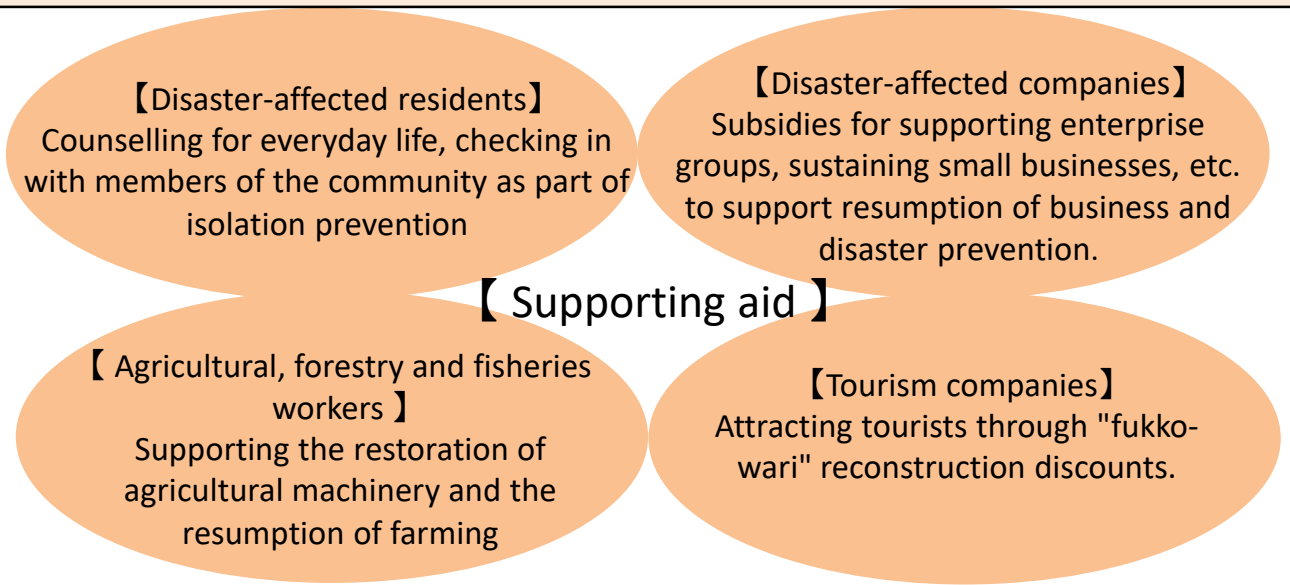 【Disaster-affected residents】
Counselling for everyday life, checking in
with members of the community as part of
isolation prevention
【Disaster-affected companies】
Subsidies for supporting enterprise
groups, sustaining small businesses, etc.
to support resumption of business and
disaster prevention.
【 Supporting aid 】
【 Agricultural, forestry and fisheries
workers 】
Supporting the restoration of
agricultural machinery and the
resumption of farming
【Tourism companies】
Attracting tourists through "fukko-
wari" reconstruction discounts.